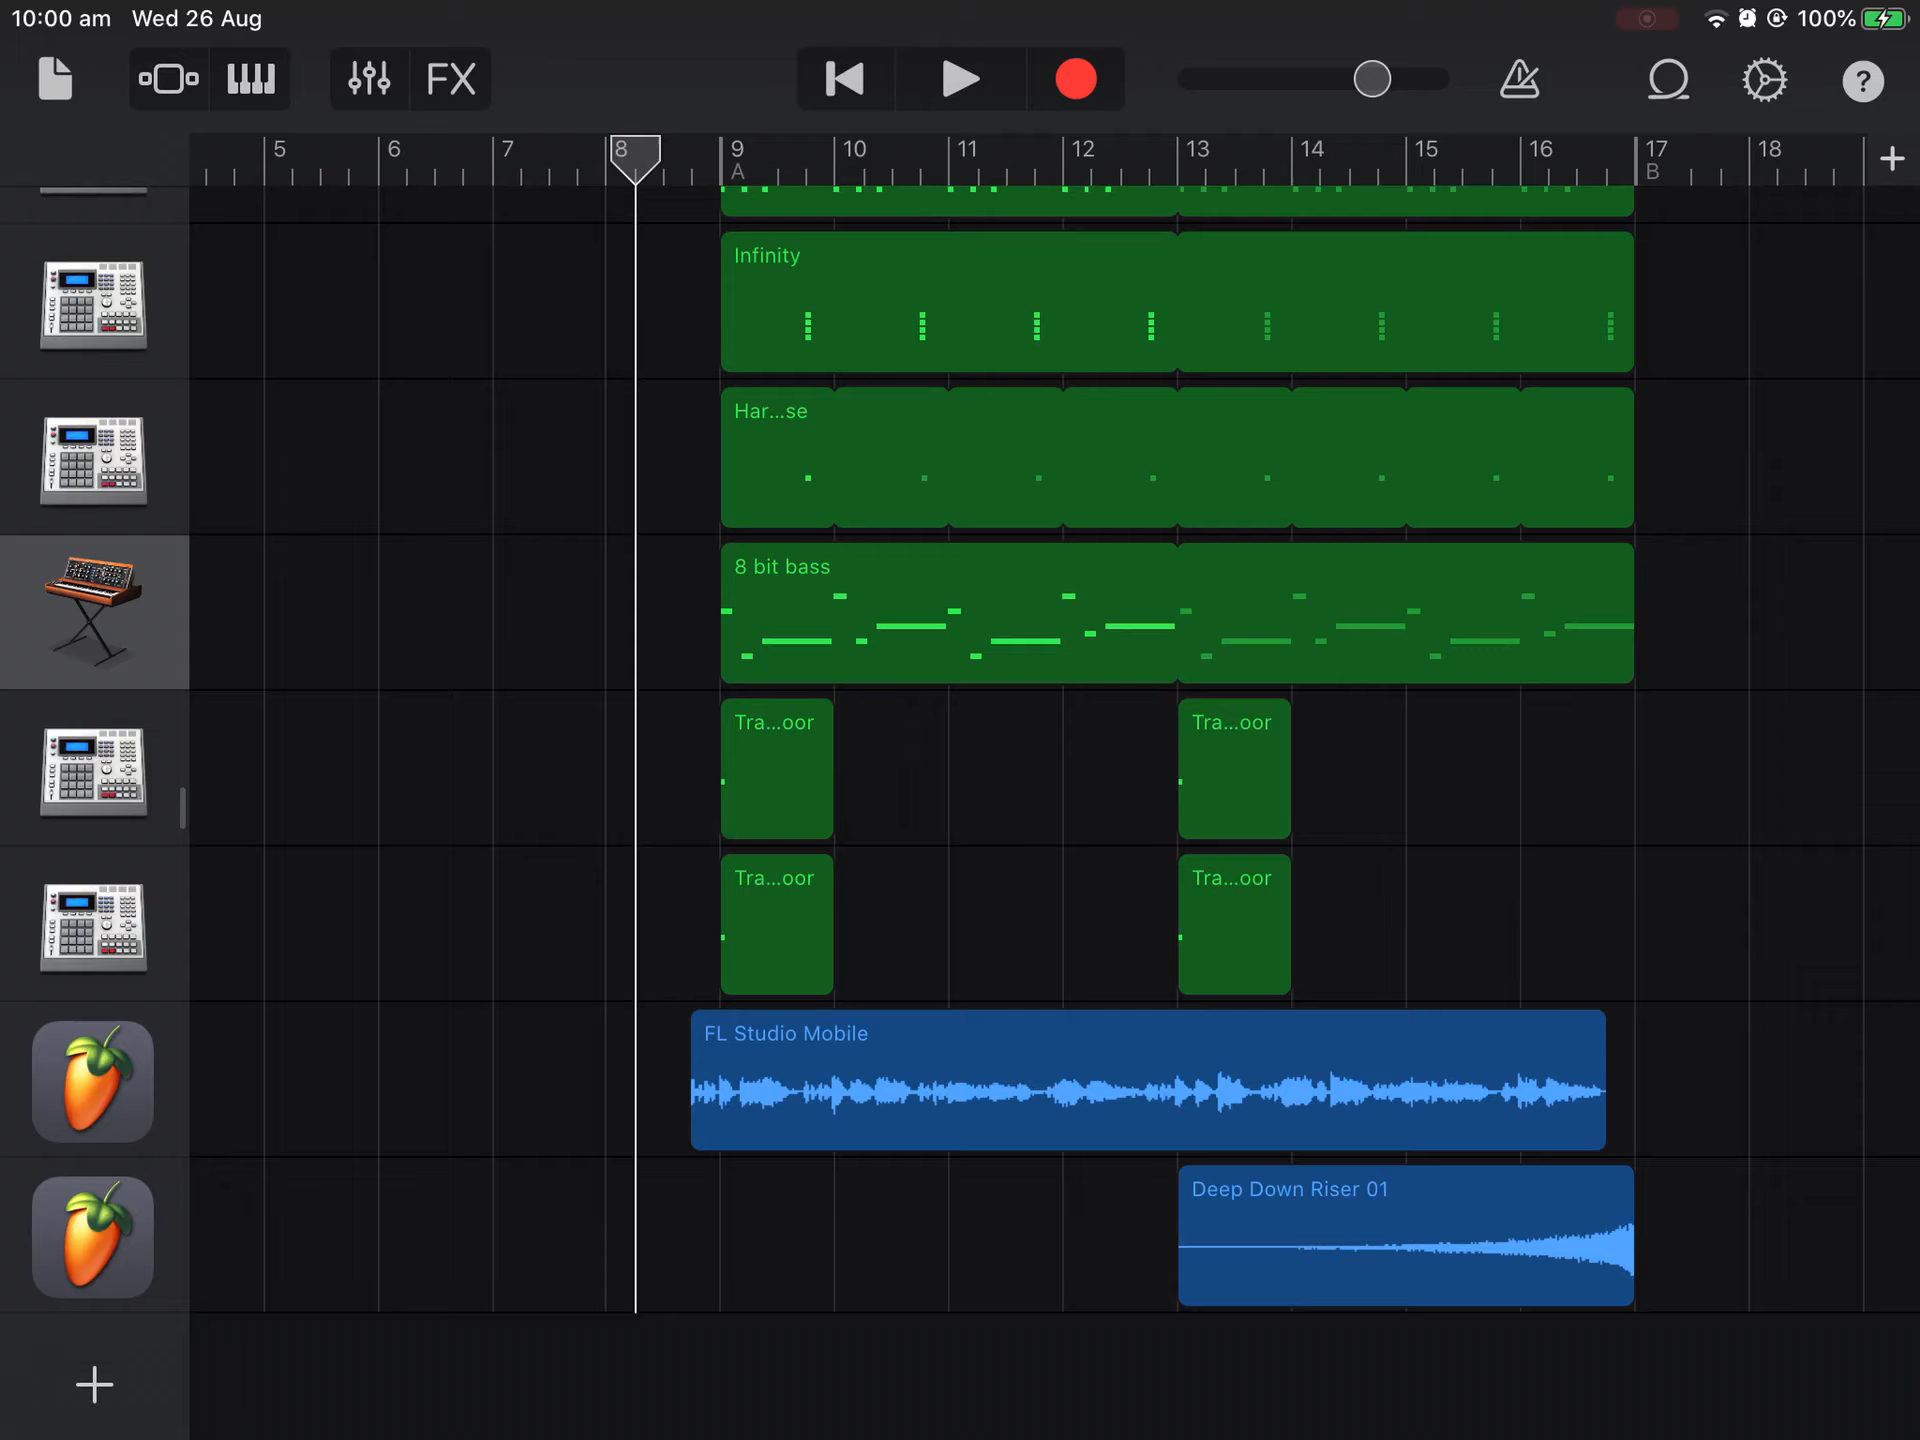 10:00 am Wed 26 Aug 100%
FX ?
5 6 7 8 9 10 11 12 13 14 15 16 17 18 +
A B
Infinity
Har...se
8 bit bass
Tra...oor Tra...oor
Tra...oor Tra...oor
FL Studio Mobile
Deep Down Riser 01
+